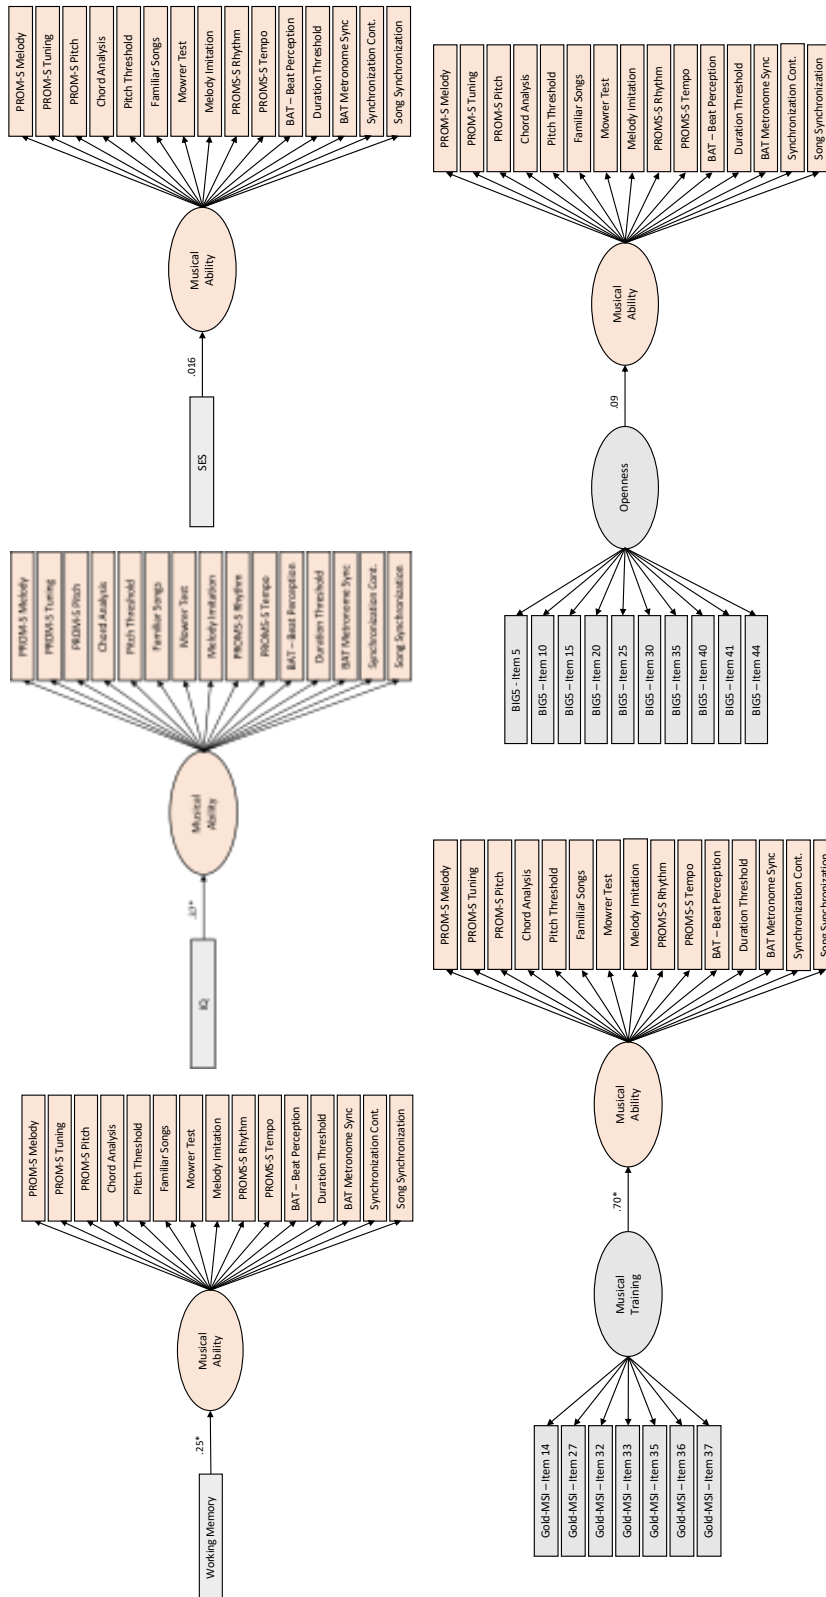 Working Memory
.25*
Musical
Ability
PROM-S Melody
PROM-S Tuning
PROM-S Pitch
Chord Analysis
Pitch Threshold
Familiar Songs
Mowrer Test
Melody Imitation
PROMS-S Rhythm
PROMS-S Tempo
BAT – Beat Perception
Duration Threshold
BAT Metronome Sync
Synchronization Cont.
Song Synchronization
IQ
Musical
Ability
PROM-S Melody
PROM-S Tuning
PROM-S Pitch
Chord Analysis
Pitch Threshold
Familiar Songs
Mowrer Test
Melody Imitation
PROMS-S Rhythm
PROMS-S Tempo
BAT – Beat Perception
Duration Threshold
BAT Metronome Sync
Synchronization Cont.
Song Synchronization
SES
.016
Musical
Ability
PROM-S Melody
PROM-S Tuning
PROM-S Pitch
Chord Analysis
Pitch Threshold
Familiar Songs
Mowrer Test
Melody Imitation
PROMS-S Rhythm
PROMS-S Tempo
BAT – Beat Perception
Duration Threshold
BAT Metronome Sync
Synchronization Cont.
Song Synchronization
Gold-MSI – Item 14
Gold-MSI – Item 27
Gold-MSI – Item 32
Gold-MSI – Item 33
Gold-MSI – Item 35
Gold-MSI – Item 36
Gold-MSI – Item 37
Musical
Training
.70*
Musical
Ability
PROM-S Melody
PROM-S Tuning
PROM-S Pitch
Chord Analysis
Pitch Threshold
Familiar Songs
Mowrer Test
Melody Imitation
PROMS-S Rhythm
PROMS-S Tempo
BAT – Beat Perception
Duration Threshold
BAT Metronome Sync
Synchronization Cont.
Song Synchronization
BIG5 - Item 5
BIG5 – Item 10
BIG5 – Item 15
BIG5 – Item 20
BIG5 – Item 25
BIG5 – Item 30
BIG5 – Item 35
BIG5 – Item 40
BIG5 – Item 41
BIG5 – Item 44
Openness
.09
Musical
Ability
PROM-S Melody
PROM-S Tuning
PROM-S Pitch
Chord Analysis
Pitch Threshold
Familiar Songs
Mowrer Test
Melody Imitation
PROMS-S Rhythm
PROMS-S Tempo
BAT – Beat Perception
Duration Threshold
BAT Metronome Sync
Synchronization Cont.
Song Synchronization